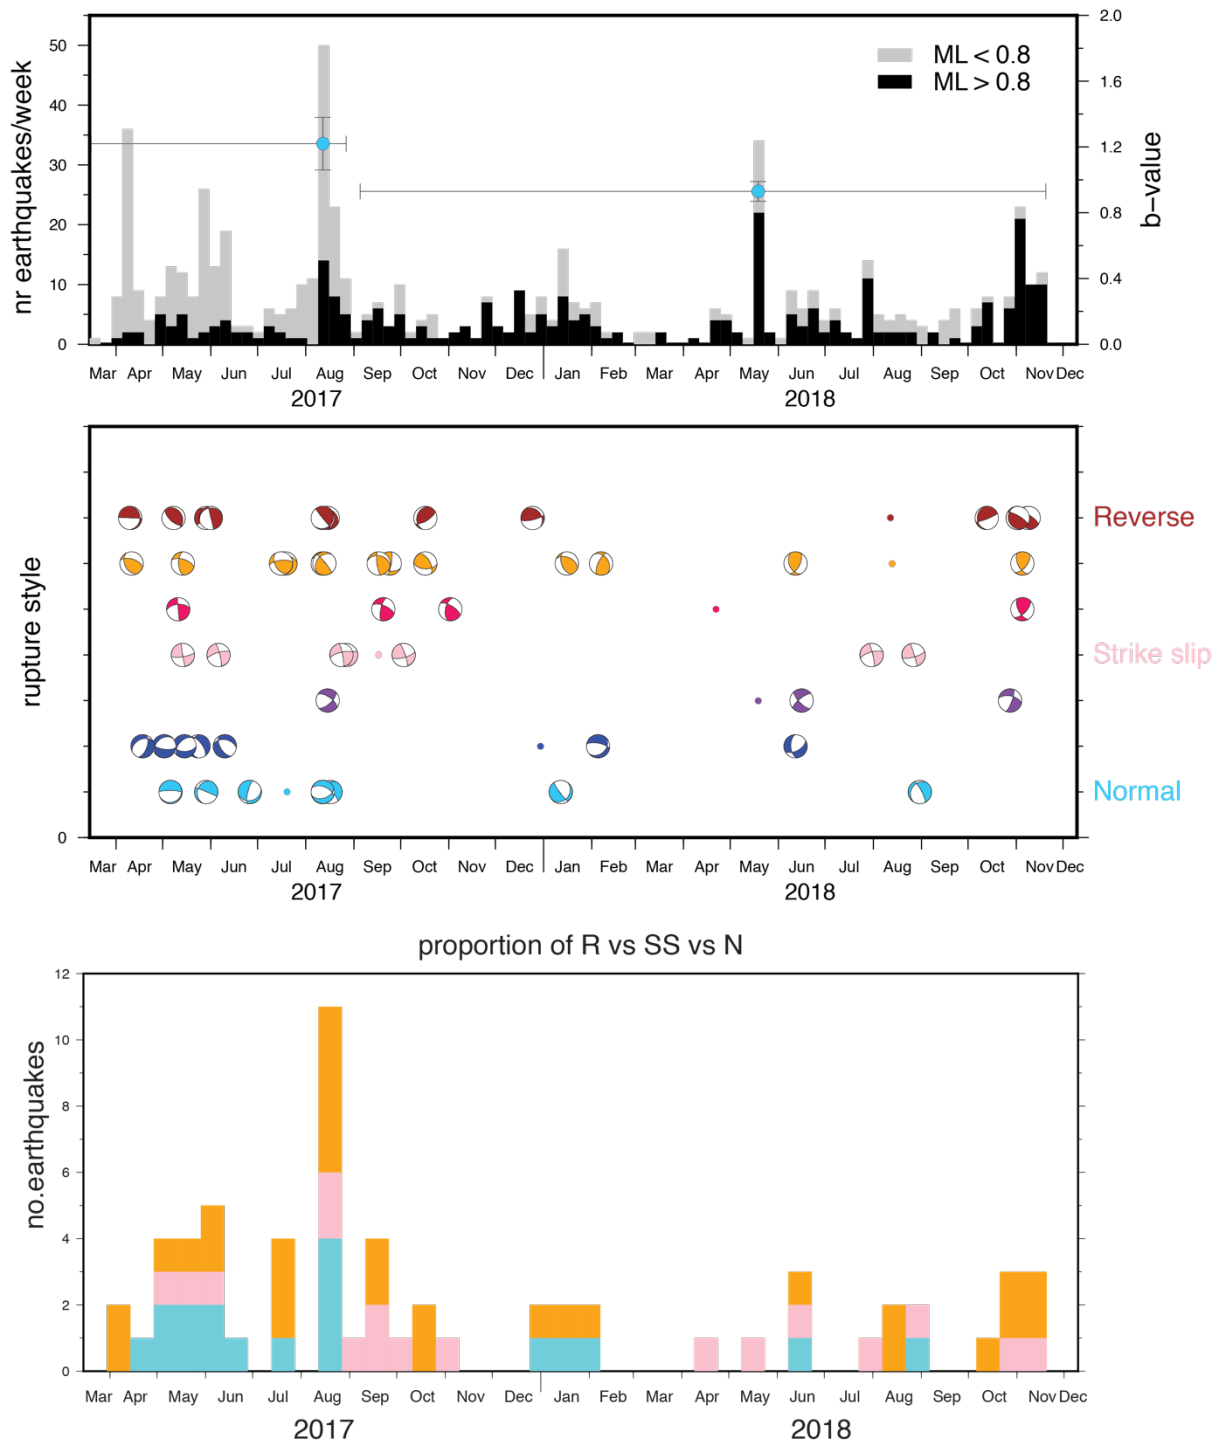 nr earthquakes/week
50
40
30
20
10
0
2.0
1.6
1.2
0.8
0.4
0.0
b-value
ML < 0.8
ML > 0.8
Mar Apr May Jun Jul Aug Sep Oct Nov Dec Jan Feb Mar Apr May Jun Jul Aug Sep Oct Nov Dec
2017 2018
rupture style
Reverse
Strike slip
Normal
0
Mar Apr May Jun Jul Aug Sep Oct Nov Dec Jan Feb Mar Apr May Jun Jul Aug Sep Oct Nov Dec
2017 2018
proportion of R vs SS vs N
no.earthquakes
12
10
8
6
4
2
0
Mar Apr May Jun Jul Aug Sep Oct Nov Dec Jan Feb Mar Apr May Jun Jul Aug Sep Oct Nov Dec
2017 2018